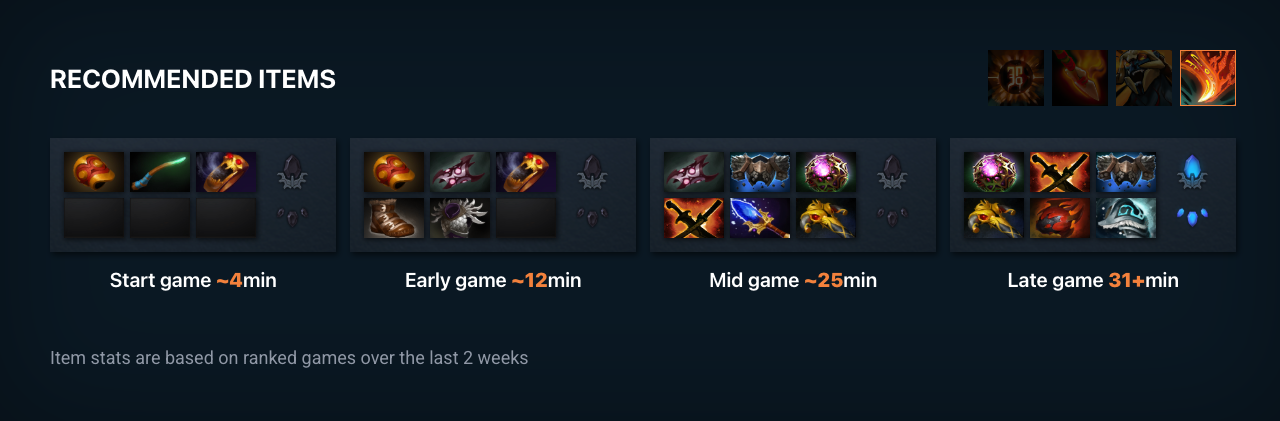 RECOMMENDED ITEMS
Start game ~4min
Early game ~12min
Mid game ~25min
Late game 31+min
Item stats are based on ranked games over the last 2 weeks